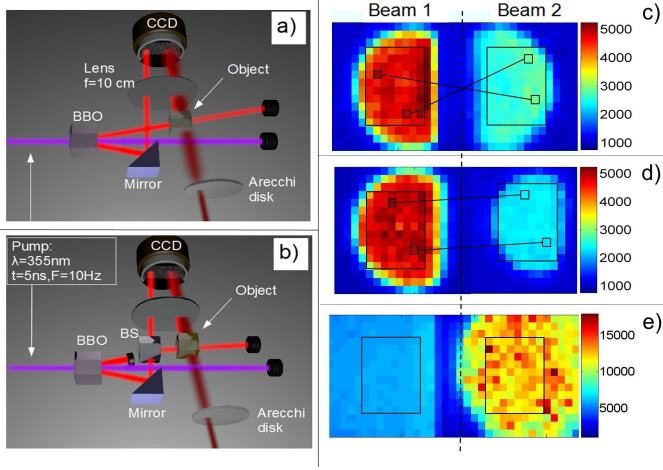 CCD
a)
Lens
f=10 cm
Object
BBO
Mirror
Arecchi
disk
Pump:
λ=355nm
t=5ns,F=10Hz
CCD
b)
Object
BS
BBO
Mirror
Arecchi
disk
Beam 1
Beam 2
c)
5000
4000
3000
2000
1000
d)
5000
4000
3000
2000
1000
e)
15000
10000
5000